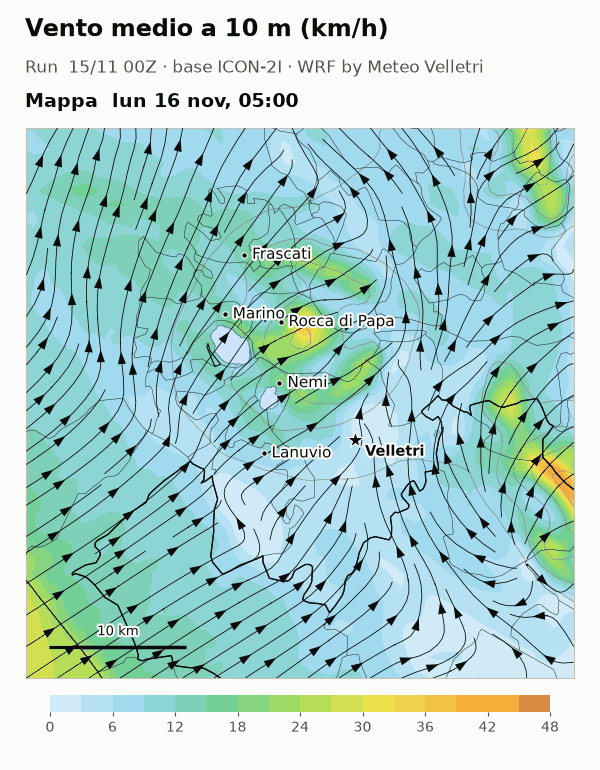 Vento medio a 10 m (km/h)
Run  15/11 00Z · base ICON-2I · WRF by Meteo Velletri
Mappa  lun 16 nov, 05:00
Frascati
Marino
Rocca di Papa
Nemi
Velletri
Lanuvio
10 km
0 6 12 18 24 30 36 42 48